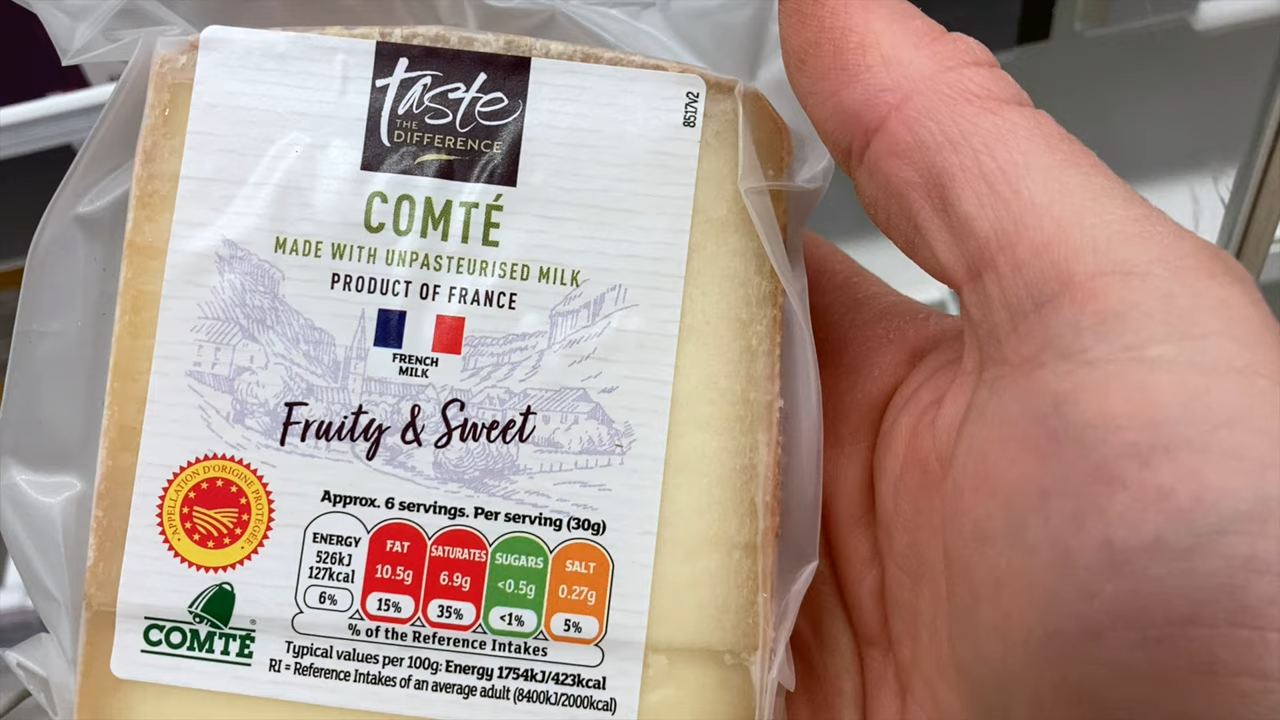 taste
THE
DIFFERENCE
8517v2
COMTÉ
MADE WITH UNPASTEURISED MILK
PRODUCT OF FRANCE
FRENCH
MILK
Fruity & Sweet
APPELLATION D'ORIGINE PROTÉGÉE
COMTÉ®
Approx. 6 servings. Per serving (30g)
ENERGY
526kJ
127kcal
6%
FAT
10.5g
15%
SATURATES
6.9g
35%
SUGARS
<0.5g
<1%
SALT
0.27g
5%
% of the Reference Intakes
Typical values per 100g: Energy 1754kJ/423kcal
RI = Reference Intakes of an average adult (8400kJ/2000kcal)